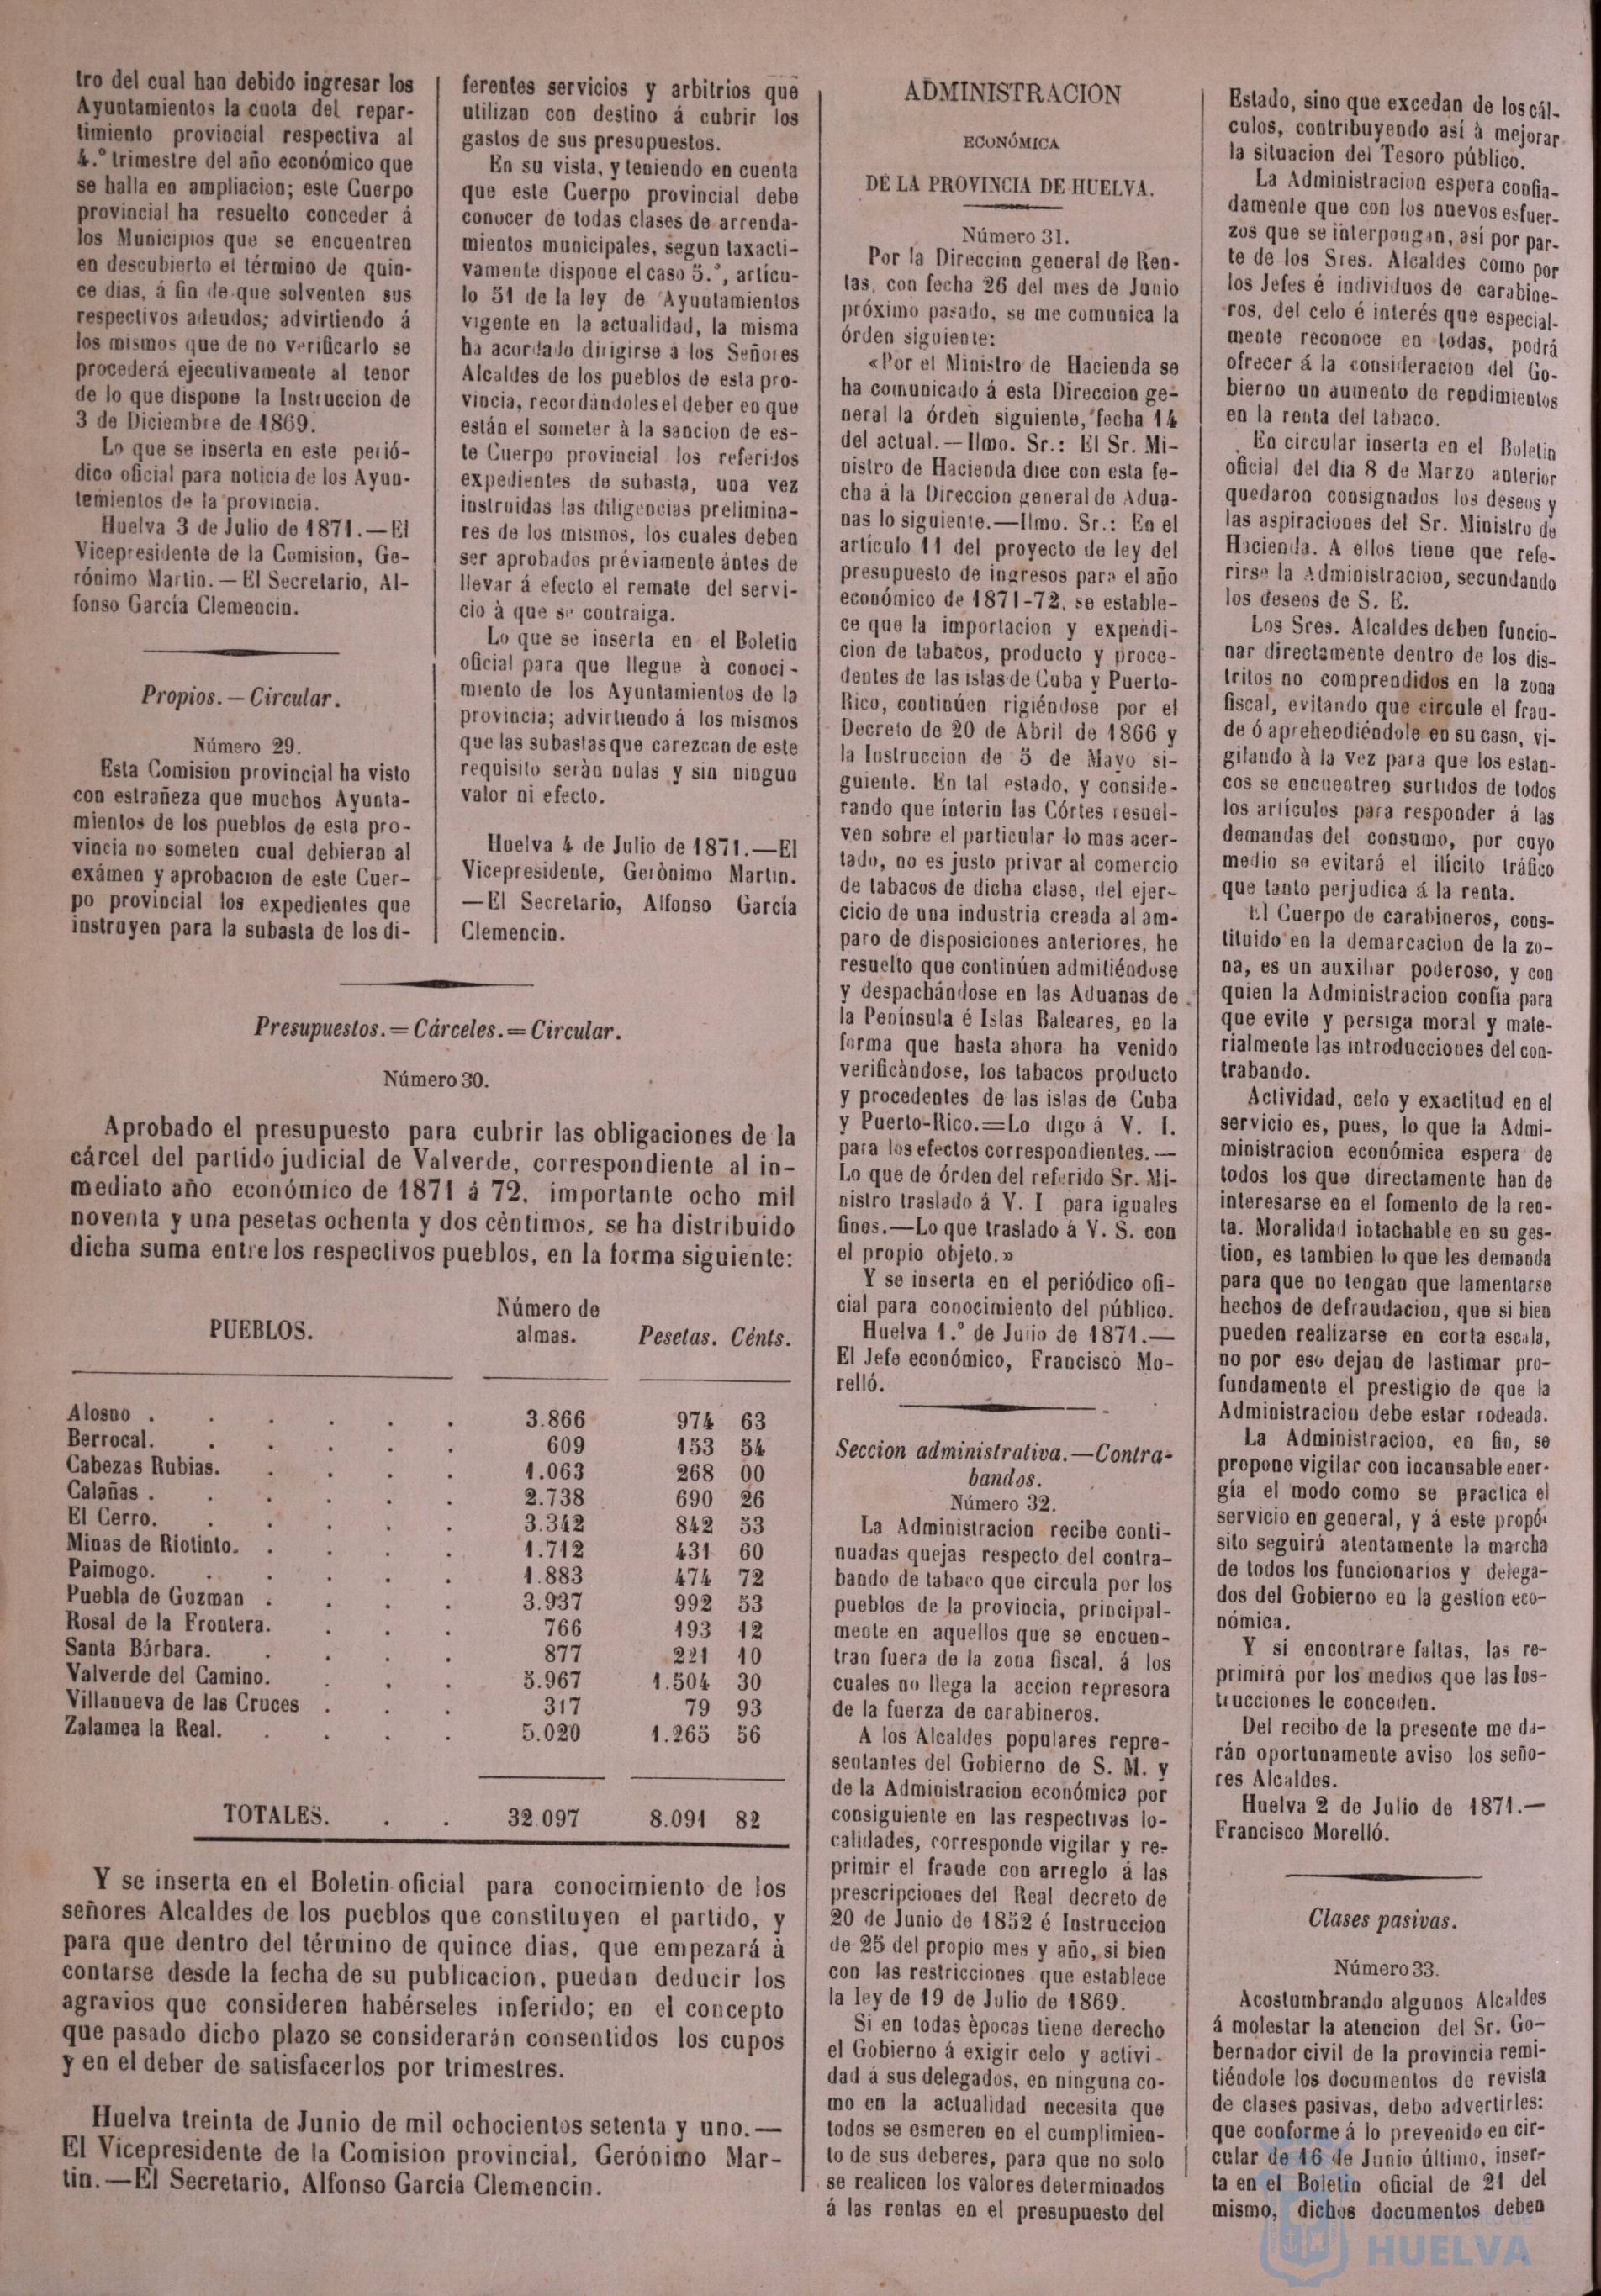 tro del cual han debido ingresar los
Ayuntamientos la cuota del repar-
timiento provincial respectiva al
4.º trimestre del año económico que
se halla en ampliacion; este Cuerpo
provincial ha resuelto conceder á
los Municipios que se encuentren
en descubierto el término de quin-
ce dias, á fin de que solventen sus
respectivos adeudos; advirtiendo á
los mismos que de no verificarlo se
procederá ejecutivamente al tenor
de lo que dispone la Instruccion de
3 de Diciembre de 1869.
Lo que se inserta en este perió-
dico oficial para noticia de los Ayun-
temientos de la provincia.
Huelva 3 de Julio de 1871.—El
Vicepresidente de la Comision, Ge-
rónimo Martin.—El Secretario, Al-
fonso García Clemencin.
Propios.—Circular.
Número 29.
Esta Comision provincial ha visto
con estrañeza que muchos Ayunta-
mientos de los pueblos de esta pro-
vincia no someten cual debieran al
exámen y aprobacion de este Cuer-
po provincial los expedientes que
instruyen para la subasta de los di-
ferentes servicios y arbitrios que
utilizan con destino á cubrir los
gastos de sus presupuestos.
En su vista, y teniendo en cuenta
que este Cuerpo provincial debe
conocer de todas clases de arrenda-
mientos municipales, segun taxacti-
vamente dispone el caso 5.º, artícu-
lo 51 de la ley de Ayuntamientos
vigente en la actualidad, la misma
ha acordado dirigirse à los Señores
Alcaldes de los pueblos de esta pro-
vincia, recordàndoles el deber en que
están el someter à la sancion de es-
te Cuerpo provincial los referidos
expedientes de subasta, una vez
instruidas las diligencias prelimina-
res de los mismos, los cuales deben
ser aprobados préviamente ántes de
llevar á efecto el remate del servi-
cio à que se contraiga.
Lo que se inserta en el Boletin
oficial para que llegue à conoci-
miento de los Ayuntamientos de la
provincia; advirtiendo á los mismos
que las subastas que carezcan de este
requisito seràn nulas y sin ningun
valor ni efecto.
Huelva 4 de Julio de 1871.—El
Vicepresidente, Gerònimo Martin.
—El Secretario, Alfonso García
Clemencin.
Presupuestos.=Cárceles.=Circular.
Número 30.
Aprobado el presupuesto para cubrir las obligaciones de la
cárcel del partido judicial de Valverde, correspondiente al in-
mediato año económico de 1871 á 72, importante ocho mil
noventa y una pesetas ochenta y dos céntimos, se ha distribuido
dicha suma entre los respectivos pueblos, en la forma siguiente:
PUEBLOS. Número de almas. Pesetas. Cénts.
Alosno . . . . . . 3.866 974 63
Berrocal. . . . . . 609 153 54
Cabezas Rubias. . . . . 1.063 268 00
Calañas . . . . . . 2.738 690 26
El Cerro. . . . . . 3.342 842 53
Minas de Riotinto. . . . . 1.712 431 60
Paimogo. . . . . . 1.883 474 72
Puebla de Guzman . . . . 3.937 992 53
Rosal de la Frontera. . . . 766 193 12
Santa Bárbara. . . . . 877 221 10
Valverde del Camino. . . . 5.967 1.504 30
Villanueva de las Cruces . . . 317 79 93
Zalamea la Real. . . . . 5.020 1.265 56
TOTALES. . . 32.097 8.091 82
Y se inserta en el Boletin oficial para conocimiento de los
señores Alcaldes de los pueblos que constituyen el partido, y
para que dentro del término de quince dias, que empezará à
contarse desde la fecha de su publicacion, puedan deducir los
agravios que consideren habérseles inferido; en el concepto
que pasado dicho plazo se considerarán consentidos los cupos
y en el deber de satisfacerlos por trimestres.
Huelva treinta de Junio de mil ochocientos setenta y uno.—
El Vicepresidente de la Comision provincial, Gerónimo Mar-
tin.—El Secretario, Alfonso García Clemencin.
ADMINISTRACION
ECONÓMICA
DE LA PROVINCIA DE HUELVA.
Número 31.
Por la Direccion general de Ren-
tas, con fecha 26 del mes de Junio
próximo pasado, se me comunica la
órden siguiente:
«Por el Ministro de Hacienda se
ha comunicado á esta Direccion ge-
neral la órden siguiente, fecha 14
del actual.—Ilmo. Sr.: El Sr. Mi-
nistro de Hacienda dice con esta fe-
cha à la Direccion general de Adua-
nas lo siguiente.—Ilmo. Sr.: En el
artículo 11 del proyecto de ley del
presupuesto de ingresos para el año
económico de 1871-72, se estable-
ce que la importacion y expendi-
cion de tabacos, producto y proce-
dentes de las islas de Cuba y Puerto-
Rico, continúen rigiéndose por el
Decreto de 20 de Abril de 1866 y
la Instruccion de 5 de Mayo si-
guiente. En tal estado, y conside-
rando que ínterin las Córtes resuel-
ven sobre el particular lo mas acer-
tado, no es justo privar al comercio
de tabacos de dicha clase, del ejer-
cicio de una industria creada al am-
paro de disposiciones anteriores, he
resuelto que continúen admitiéndose
y despachándose en las Aduanas de
la Península é Islas Baleares, en la
forma que hasta ahora ha venido
verificàndose, los tabacos producto
y procedentes de las islas de Cuba
y Puerto-Rico.=Lo digo á V. I.
para los efectos correspondientes.—
Lo que de órden del referido Sr. Mi-
nistro traslado á V. I para iguales
fines.—Lo que traslado á V. S. con
el propio objeto.»
Y se inserta en el periódico ofi-
cial para conocimiento del público.
Huelva 1.º de Julio de 1871.—
El Jefe económico, Francisco Mo-
relló.
Seccion administrativa.—Contra-
bandos.
Número 32.
La Administracion recibe conti-
nuadas quejas respecto del contra-
bando de tabaco que circula por los
pueblos de la provincia, principal-
mente en aquellos que se encuen-
tran fuera de la zona fiscal, á los
cuales no llega la accion represora
de la fuerza de carabineros.
A los Alcaldes populares repre-
sentantes del Gobierno de S. M. y
de la Administracion económica por
consiguiente en las respectivas lo-
calidades, corresponde vigilar y re-
primir el fraude con arreglo á las
prescripciones del Real decreto de
20 de Junio de 1852 é Instruccion
de 25 del propio mes y año, si bien
con las restricciones que establece
la ley de 19 de Julio de 1869.
Si en todas èpocas tiene derecho
el Gobierno á exigir celo y activi-
dad á sus delegados, en ninguna co-
mo en la actualidad necesita que
todos se esmeren en el cumplimien-
to de sus deberes, para que no solo
se realicen los valores determinados
á las rentas en el presupuesto del
Estado, sino que excedan de los cál-
culos, contribuyendo así à mejorar
la situacion del Tesoro público.
La Administracion espera confia-
damente que con los nuevos esfuer-
zos que se interpongan, así por par-
te de los Sres. Alcaldes como por
los Jefes é individuos de carabine-
ros, del celo é interés que especial-
mente reconoce en todas, podrá
ofrecer á la consideracion del Go-
bierno un aumento de rendimientos
en la renta del tabaco.
En circular inserta en el Boletin
oficial del dia 8 de Marzo anterior
quedaron consignados los deseos y
las aspiraciones del Sr. Ministro de
Hacienda. A ellos tiene que refe-
rirse la Administracion, secundando
los deseos de S. E.
Los Sres. Alcaldes deben funcio-
nar directamente dentro de los dis-
tritos no comprendidos en la zona
fiscal, evitando que circule el frau-
de ó aprehendiéndole en su caso, vi-
gilando à la vez para que los estan-
cos se encuentren surtidos de todos
los artículos para responder á las
demandas del consumo, por cuyo
medio se evitará el ilícito tráfico
que tanto perjudica á la renta.
El Cuerpo de carabineros, cons-
tituido en la demarcacion de la zo-
na, es un auxiliar poderoso, y con
quien la Administracion confía para
que evite y persiga moral y mate-
rialmente las introducciones del con-
trabando.
Actividad, celo y exactitud en el
servicio es, pues, lo que la Admi-
ministracion económica espera de
todos los que directamente han de
interesarse en el fomento de la ren-
ta. Moralidad intachable en su ges-
tion, es tambien lo que les demanda
para que no tengan que lamentarse
hechos de defraudacion, que si bien
pueden realizarse en corta escala,
no por eso dejan de lastimar pro-
fundamente el prestigio de que la
Administracion debe estar rodeada.
La Administracion, en fin, se
propone vigilar con incansable ener-
gía el modo como se practica el
servicio en general, y á este propó-
sito seguirá atentamente la marcha
de todos los funcionarios y delega-
dos del Gobierno en la gestion eco-
nómica.
Y si encontrare faltas, las re-
primirá por los medios que las Ins-
trucciones le conceden.
Del recibo de la presente me da-
rán oportunamente aviso los seño-
res Alcaldes.
Huelva 2 de Julio de 1871.—
Francisco Morelló.
Clases pasivas.
Número 33.
Acostumbrando algunos Alcaldes
á molestar la atencion del Sr. Go-
bernador civil de la provincia remi-
tiéndole los documentos de revista
de clases pasivas, debo advertirles:
que conforme á lo prevenido en cir-
cular de 16 de Junio último, inser-
ta en el Boletin oficial de 21 del
mismo, dichos documentos deben
HUELVA